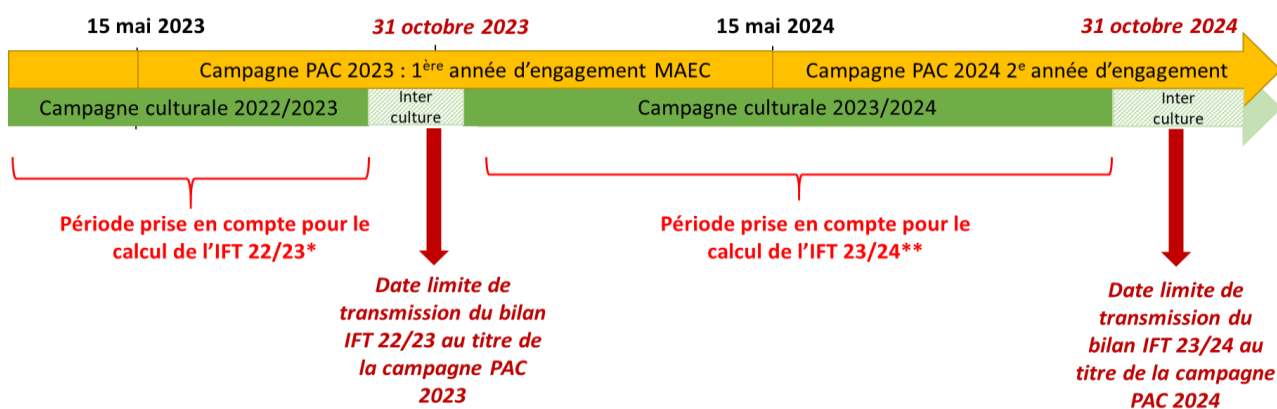 15 mai 2023
31 octobre 2023
15 mai 2024
31 octobre 2024
Campagne PAC 2023 : 1ère année d'engagement MAEC
Campagne PAC 2024 2e année d'engagement
Campagne culturale 2022/2023
Inter
culture
Campagne culturale 2023/2024
Inter
culture
Période prise en compte pour le
calcul de l'IFT 22/23*
Période prise en compte pour le
calcul de l'IFT 23/24**
Date limite de
transmission du bilan
IFT 22/23 au titre de
la campagne PAC
2023
Date limite de
transmission du
bilan IFT 23/24 au
titre de la campagne
PAC 2024